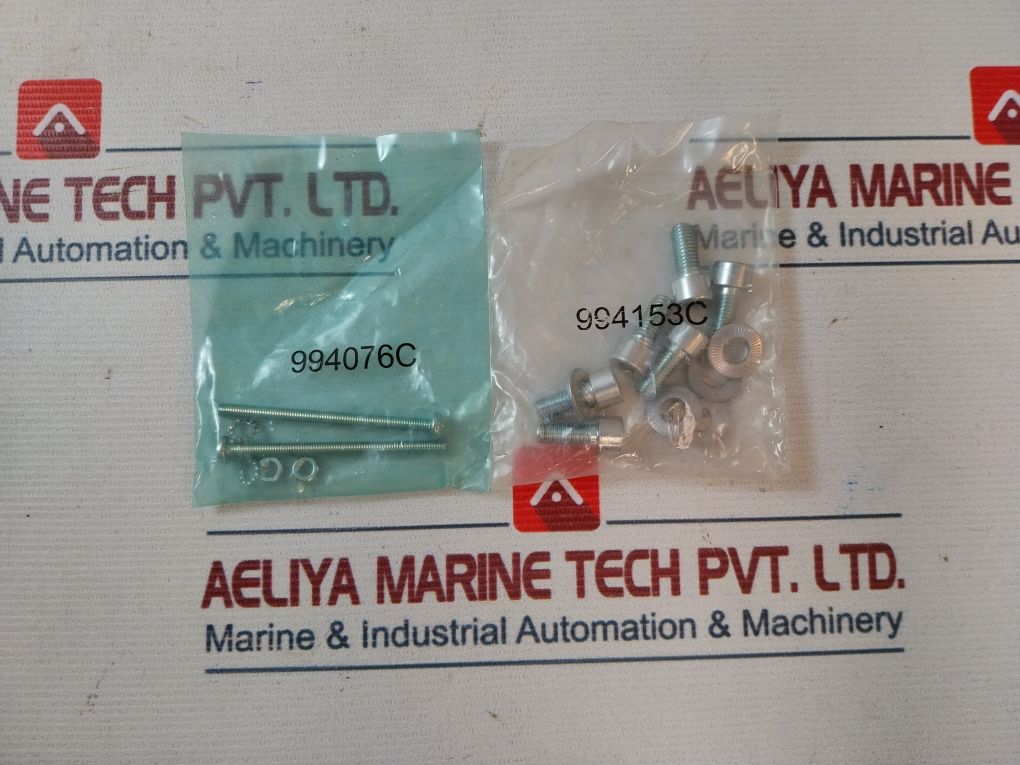 NE TECH PVT. LTD.
l Automation & Machinery
AELIYA MARINE
Marine & Industrial Au
994076C
994153C
AELIYA MARINE TECH PVT. LTD.
Marine & Industrial Automation & Machinery